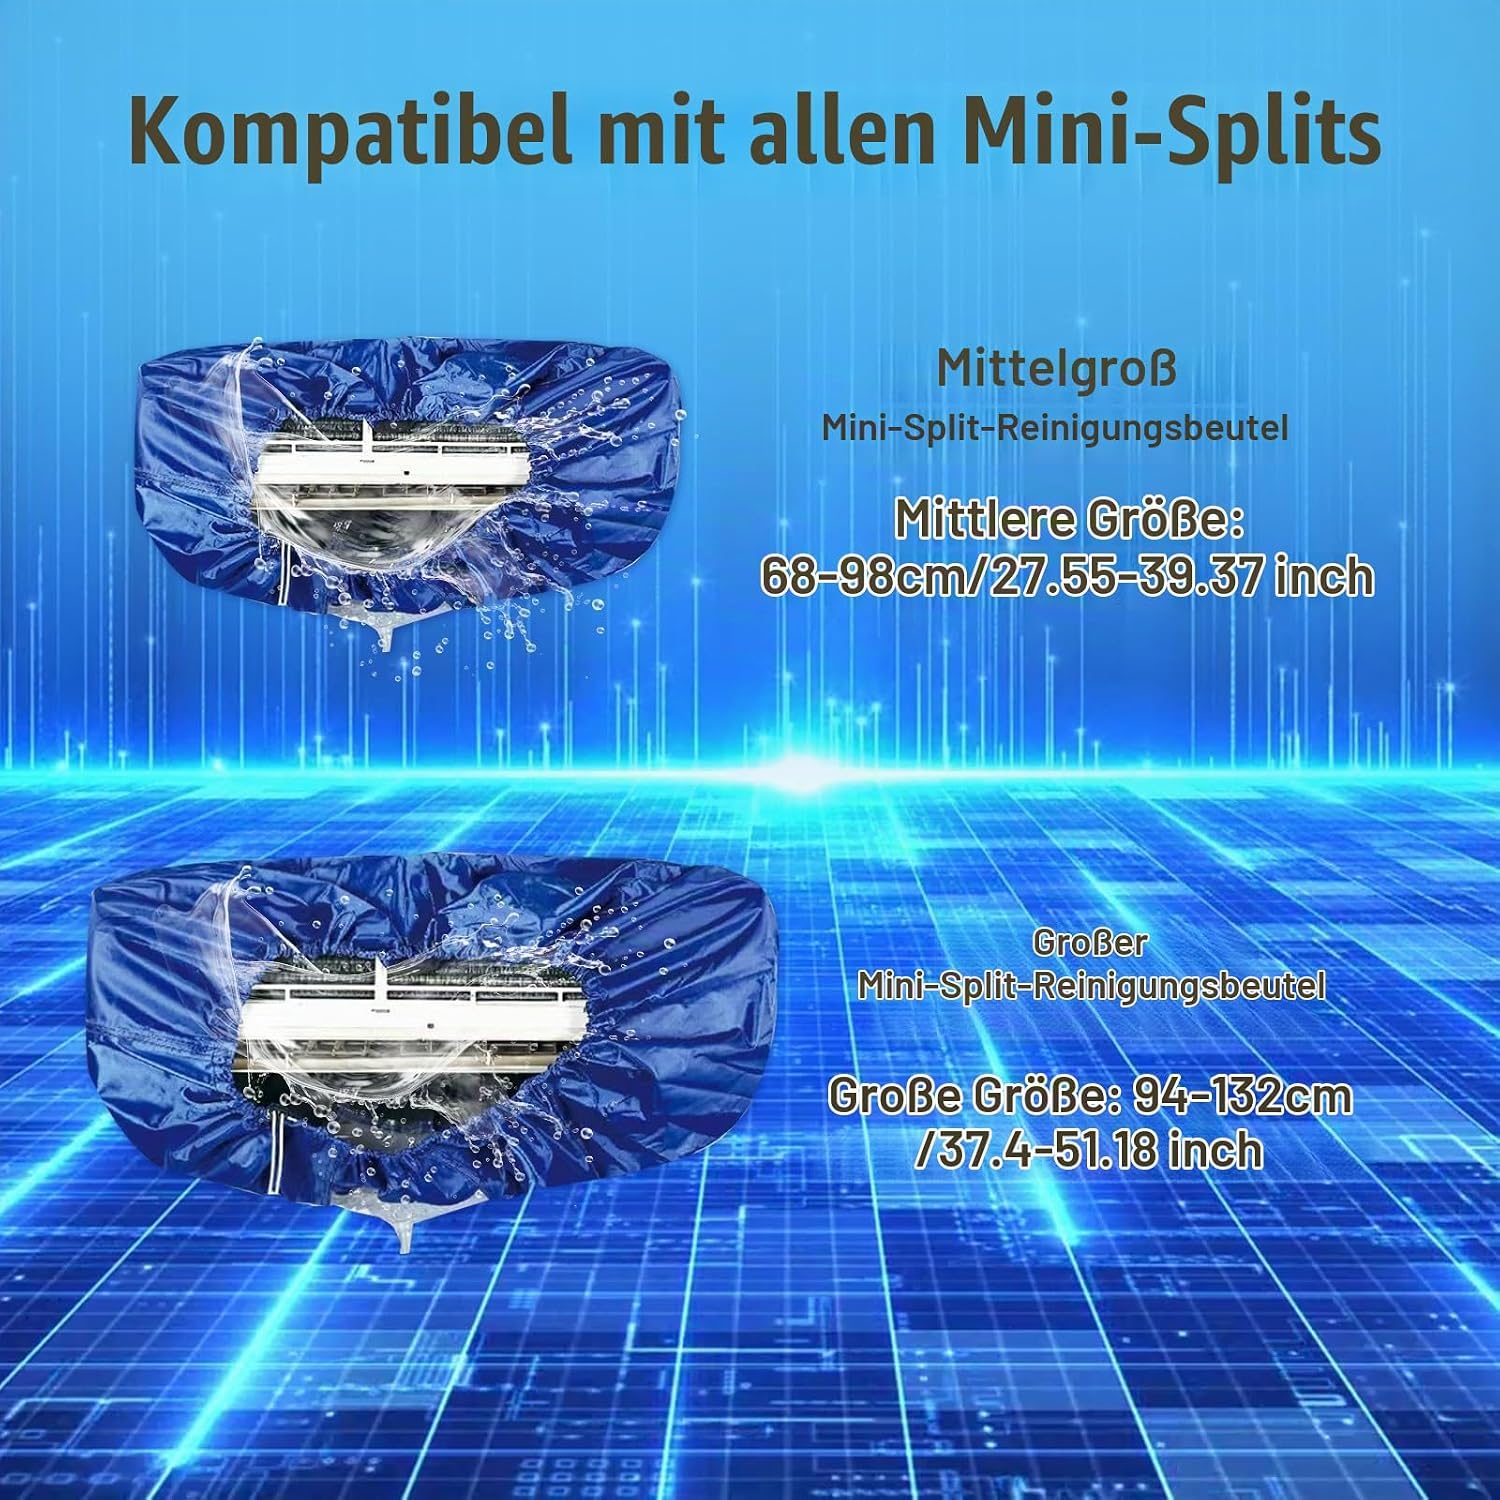 Kompatibel mit allen Mini-Splits
Mittelgroß
Mini-Split-Reinigungsbeutel
Mittlere Größe:
68-98cm/27.55-39.37 inch
Großer
Mini-Split-Reinigungsbeutel
Große Größe: 94-132cm
/37.4-51.18 inch